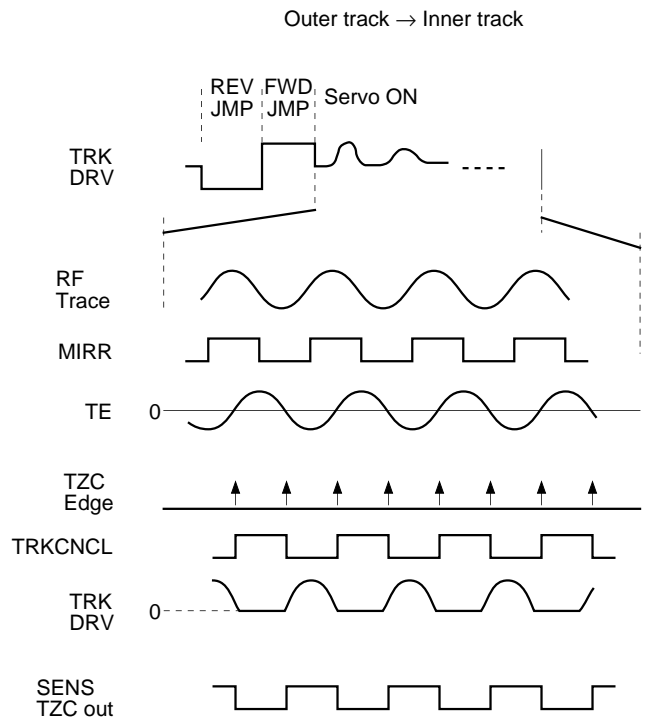 Outer track → Inner track
REV FWD
JMP JMP
Servo ON
TRK
DRV
RF
Trace
MIRR
TE
0
TZC
Edge
TRKCNCL
TRK
DRV
0
SENS
TZC out